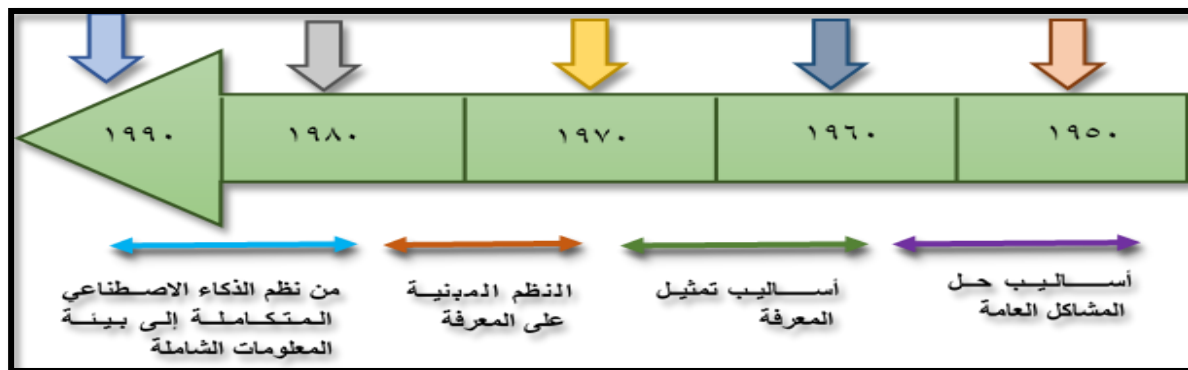 ١٩٥٠ ١٩٦٠ ١٩٧٠ ١٩٨٠ ١٩٩٠
أساليب حل
المشاكل العامة
أساليب تمثيل
المعرفة
النظم المبنية
على المعرفة
من نظم الذكاء الاصطناعي
المتكاملة إلى بيئة
المعلومات الشاملة